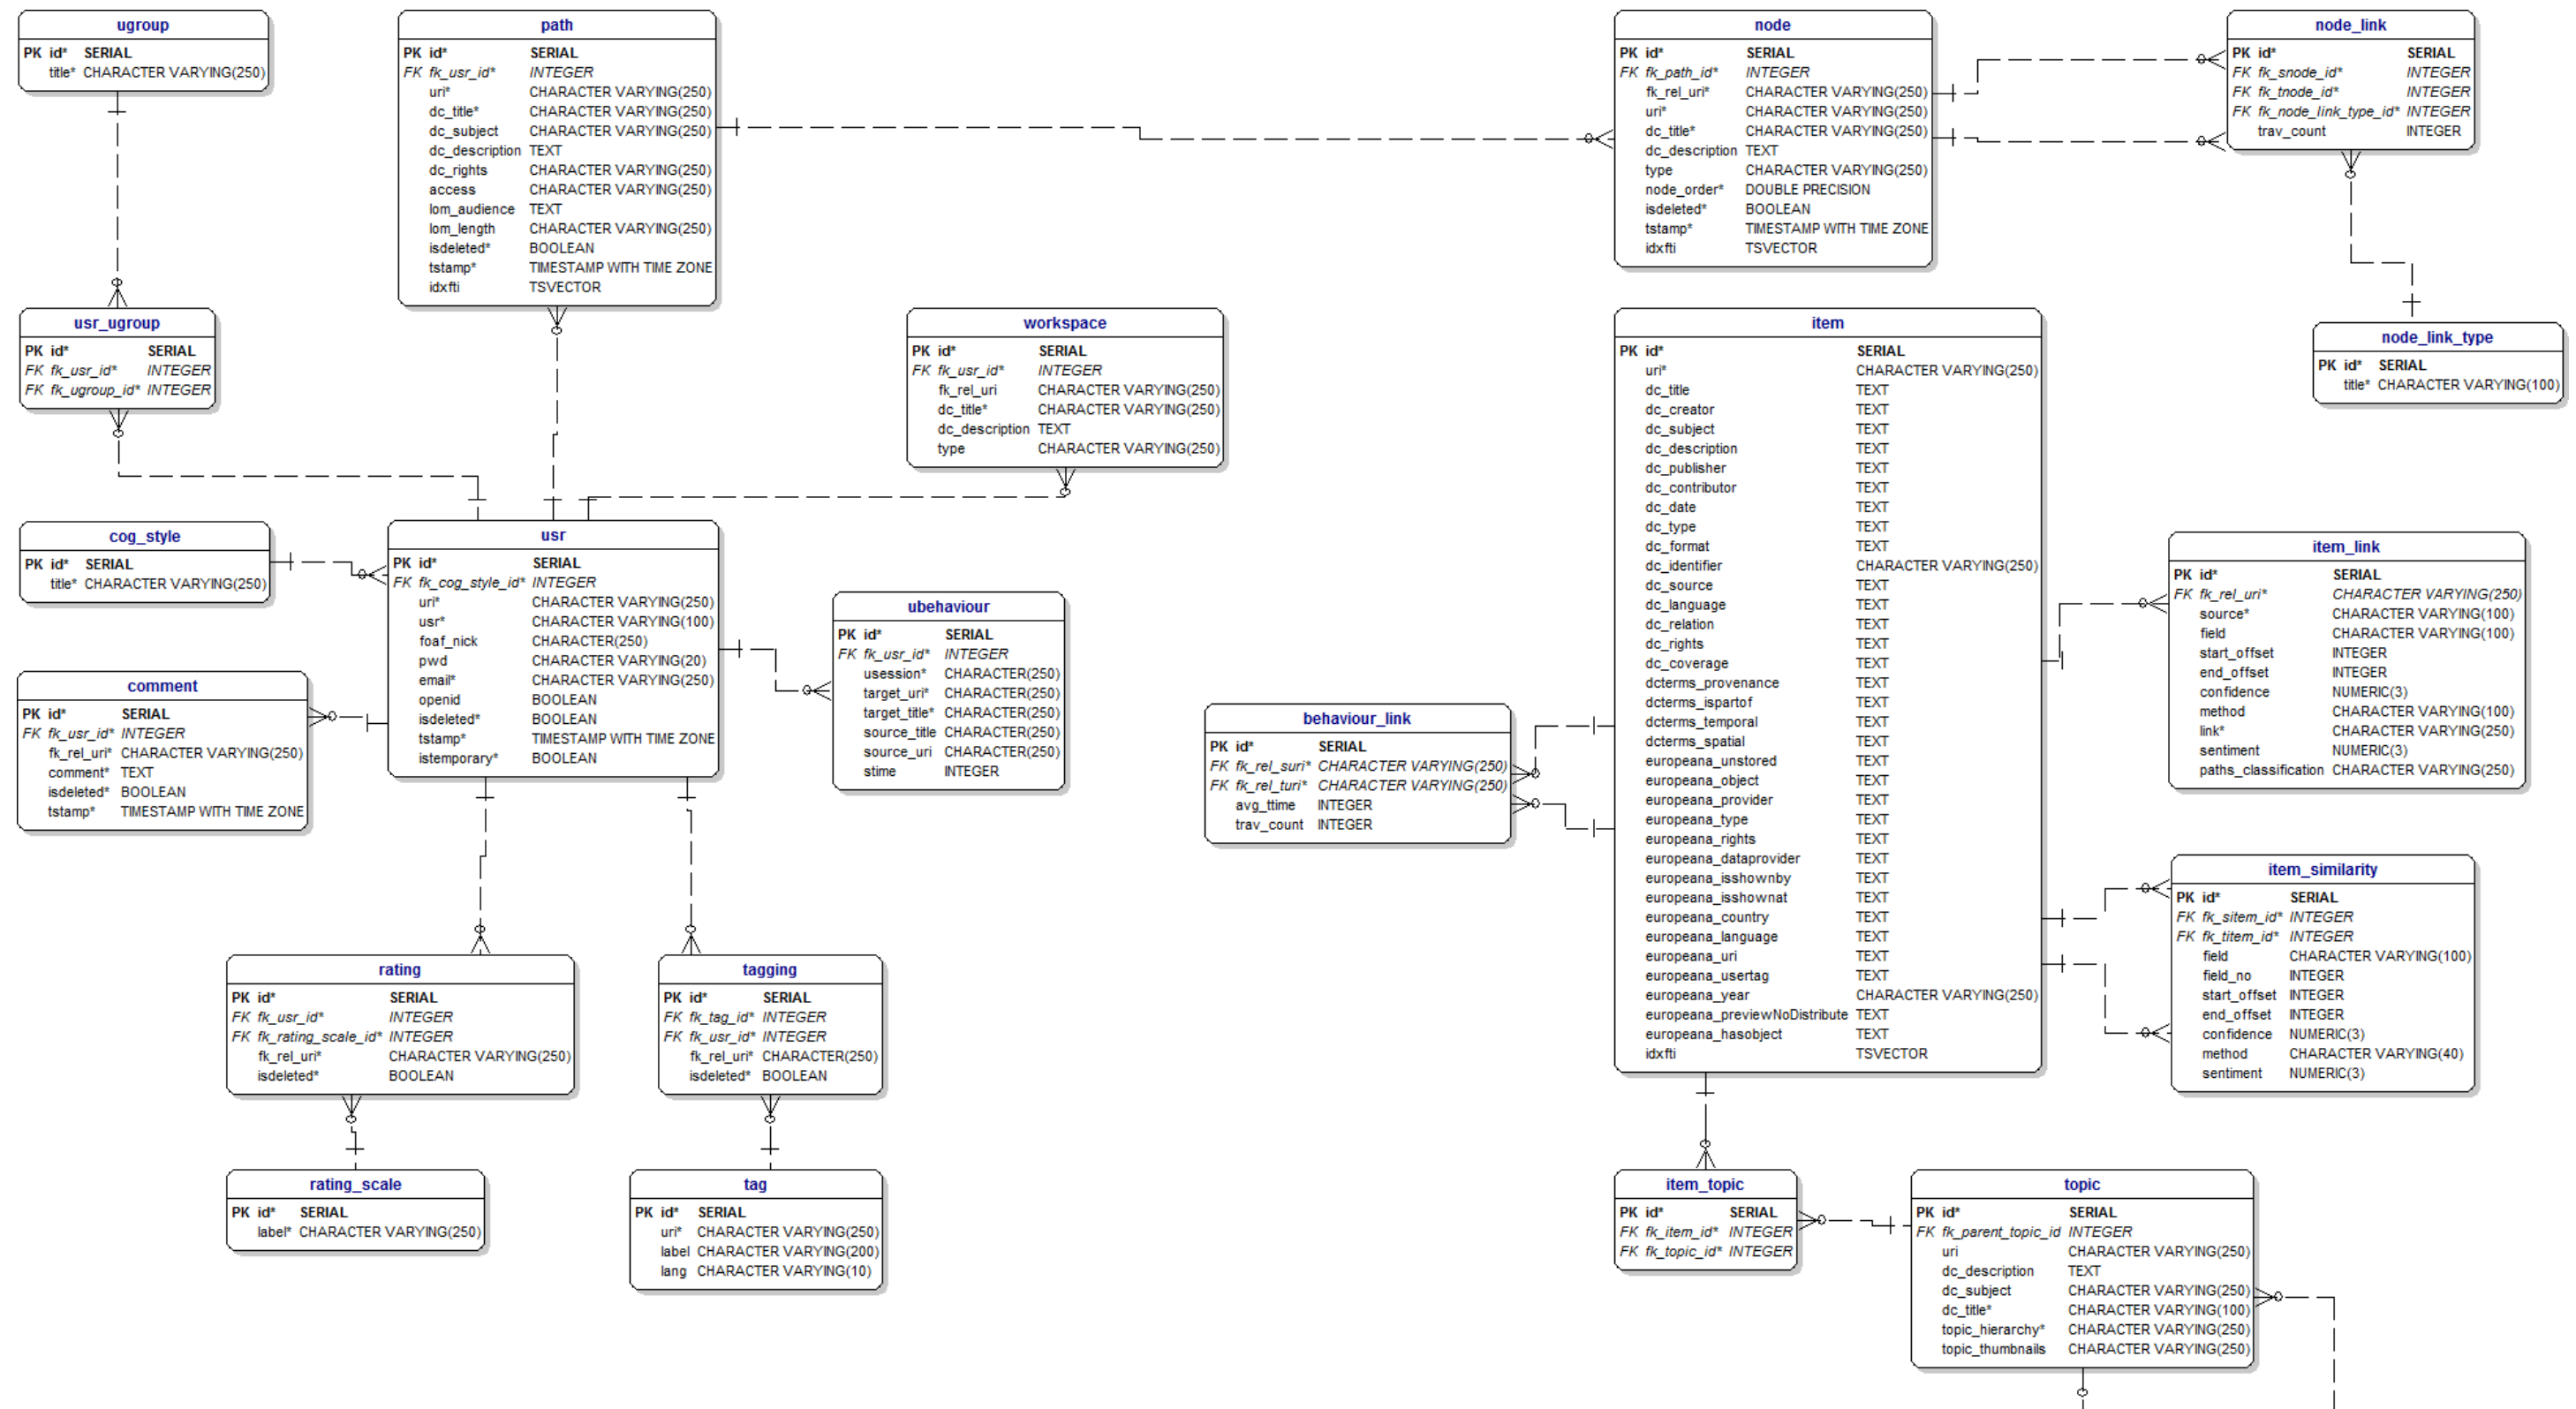 ugroup
PK id* SERIAL
title* CHARACTER VARYING(250)
path
PK id* SERIAL
FK fk_usr_id* INTEGER
uri* CHARACTER VARYING(250)
dc_title* CHARACTER VARYING(250)
dc_subject CHARACTER VARYING(250)
dc_description TEXT
dc_rights CHARACTER VARYING(250)
access CHARACTER VARYING(250)
lom_audience TEXT
lom_length CHARACTER VARYING(250)
isdeleted* BOOLEAN
tstamp* TIMESTAMP WITH TIME ZONE
idxfti TSVECTOR
node
PK id* SERIAL
FK fk_path_id* INTEGER
fk_rel_uri* CHARACTER VARYING(250)
uri* CHARACTER VARYING(250)
dc_title* CHARACTER VARYING(250)
dc_description TEXT
type CHARACTER VARYING(250)
node_order* DOUBLE PRECISION
isdeleted* BOOLEAN
tstamp* TIMESTAMP WITH TIME ZONE
idxfti TSVECTOR
node_link
PK id* SERIAL
FK fk_snode_id* INTEGER
FK fk_tnode_id* INTEGER
FK fk_node_link_type_id* INTEGER
trav_count INTEGER
usr_ugroup
PK id* SERIAL
FK fk_usr_id* INTEGER
FK fk_ugroup_id* INTEGER
workspace
PK id* SERIAL
FK fk_usr_id* INTEGER
fk_rel_uri CHARACTER VARYING(250)
dc_title* CHARACTER VARYING(250)
dc_description TEXT
type CHARACTER VARYING(250)
item
PK id* SERIAL
uri* CHARACTER VARYING(250)
dc_title TEXT
dc_creator TEXT
dc_subject TEXT
dc_description TEXT
dc_publisher TEXT
dc_contributor TEXT
dc_date TEXT
dc_type TEXT
dc_format TEXT
dc_identifier CHARACTER VARYING(250)
dc_source TEXT
dc_language TEXT
dc_relation TEXT
dc_rights TEXT
dc_coverage TEXT
dcterms_provenance TEXT
dcterms_ispartof TEXT
dcterms_temporal TEXT
dcterms_spatial TEXT
europeana_unstored TEXT
europeana_object TEXT
europeana_provider TEXT
europeana_type TEXT
europeana_rights TEXT
europeana_dataprovider TEXT
europeana_isshownby TEXT
europeana_isshownat TEXT
europeana_country TEXT
europeana_language TEXT
europeana_uri TEXT
europeana_usertag TEXT
europeana_year CHARACTER VARYING(250)
europeana_previewNoDistribute TEXT
europeana_hasobject TEXT
idxfti TSVECTOR
node_link_type
PK id* SERIAL
title* CHARACTER VARYING(100)
cog_style
PK id* SERIAL
title* CHARACTER VARYING(250)
usr
PK id* SERIAL
FK fk_cog_style_id* INTEGER
uri* CHARACTER VARYING(250)
usr* CHARACTER VARYING(100)
foaf_nick CHARACTER(250)
pwd CHARACTER VARYING(20)
email* CHARACTER VARYING(250)
openid BOOLEAN
isdeleted* BOOLEAN
tstamp* TIMESTAMP WITH TIME ZONE
istemporary* BOOLEAN
ubehaviour
PK id* SERIAL
FK fk_usr_id* INTEGER
usession* CHARACTER(250)
target_uri* CHARACTER(250)
target_title* CHARACTER(250)
source_title CHARACTER(250)
source_uri CHARACTER(250)
stime INTEGER
item_link
PK id* SERIAL
FK fk_rel_uri* CHARACTER VARYING(250)
source* CHARACTER VARYING(100)
field CHARACTER VARYING(100)
start_offset INTEGER
end_offset INTEGER
confidence NUMERIC(3)
method CHARACTER VARYING(100)
link* CHARACTER VARYING(250)
sentiment NUMERIC(3)
paths_classification CHARACTER VARYING(250)
comment
PK id* SERIAL
FK fk_usr_id* INTEGER
fk_rel_uri* CHARACTER VARYING(250)
comment* TEXT
isdeleted* BOOLEAN
tstamp* TIMESTAMP WITH TIME ZONE
behaviour_link
PK id* SERIAL
FK fk_rel_suri* CHARACTER VARYING(250)
FK fk_rel_turi* CHARACTER VARYING(250)
avg_ttime INTEGER
trav_count INTEGER
item_similarity
PK id* SERIAL
FK fk_sitem_id* INTEGER
FK fk_titem_id* INTEGER
field CHARACTER VARYING(100)
field_no INTEGER
start_offset INTEGER
end_offset INTEGER
confidence NUMERIC(3)
method CHARACTER VARYING(40)
sentiment NUMERIC(3)
rating
PK id* SERIAL
FK fk_usr_id* INTEGER
FK fk_rating_scale_id* INTEGER
fk_rel_uri* CHARACTER VARYING(250)
isdeleted* BOOLEAN
tagging
PK id* SERIAL
FK fk_tag_id* INTEGER
FK fk_usr_id* INTEGER
fk_rel_uri* CHARACTER(250)
isdeleted* BOOLEAN
rating_scale
PK id* SERIAL
label* CHARACTER VARYING(250)
tag
PK id* SERIAL
uri* CHARACTER VARYING(250)
label CHARACTER VARYING(200)
lang CHARACTER VARYING(10)
item_topic
PK id* SERIAL
FK fk_item_id* INTEGER
FK fk_topic_id* INTEGER
topic
PK id* SERIAL
FK fk_parent_topic_id INTEGER
uri CHARACTER VARYING(250)
dc_description TEXT
dc_subject CHARACTER VARYING(250)
dc_title* CHARACTER VARYING(100)
topic_hierarchy* CHARACTER VARYING(250)
topic_thumbnails CHARACTER VARYING(250)